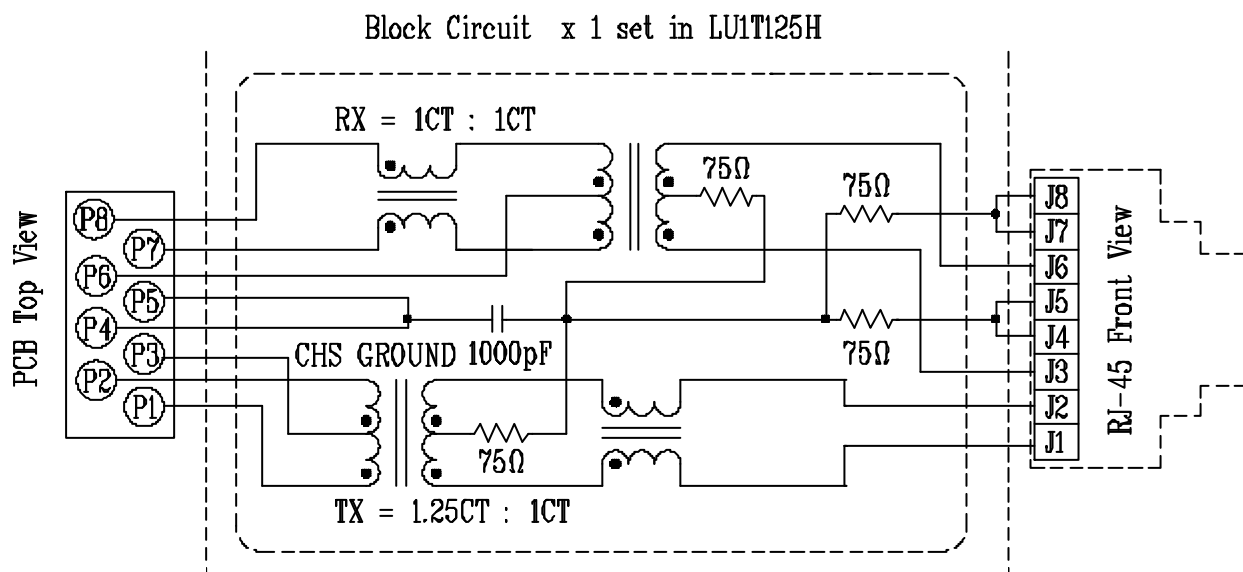 Block Circuit x 1 set in LU1T125H
RX = 1CT : 1CT
75Ω
75Ω
PCB Top View
P8
P7
P6
P5
P4
P3
P2
P1
CHS GROUND 1000pF
75Ω
75Ω
TX = 1.25CT : 1CT
J8
J7
J6
J5
J4
J3
J2
J1
RJ-45 Front View